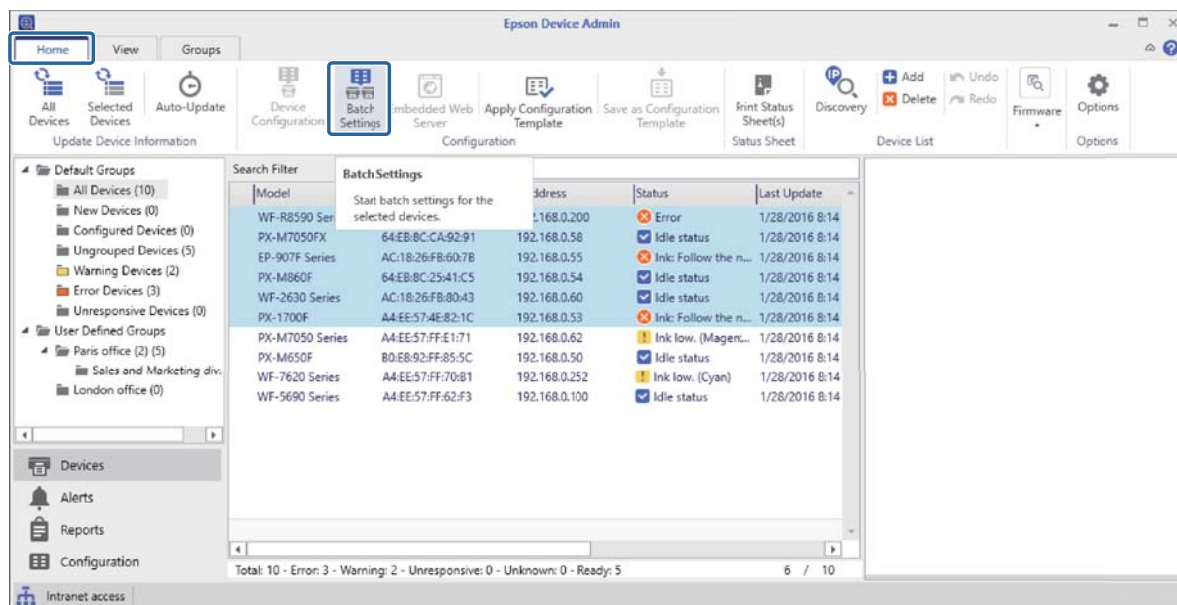 Epson Device Admin
Home View Groups
All Devices
Selected Devices
Auto-Update
Device Configuration
Batch Settings
Embedded Web Server
Apply Configuration Template
Save as Configuration Template
Print Status Sheet(s)
IP
Discovery
Add
Delete
Undo
Redo
Firmware
Options
Update Device Information Configuration Status Sheet Device List Options
Default Groups
All Devices (10)
New Devices (0)
Configured Devices (0)
Ungrouped Devices (5)
Warning Devices (2)
Error Devices (3)
Unresponsive Devices (0)
User Defined Groups
Paris office (2) (5)
Sales and Marketing div.
London office (0)
Devices
Alerts
Reports
Configuration
Search Filter
Batch Settings
Start batch settings for the
selected devices.
Model ddress Status Last Update
WF-R8590 Seri 2.168.0.200 Error 1/28/2016 8:14
PX-M7050FX 64:EB:8C:CA:92:91 192.168.0.58 Idle status 1/28/2016 8:14
EP-907F Series AC:18:26:FB:60:7B 192.168.0.55 Ink: Follow the n... 1/28/2016 8:14
PX-M860F 64:EB:8C:25:41:C5 192.168.0.54 Idle status 1/28/2016 8:14
WF-2630 Series AC:18:26:FB:80:43 192.168.0.60 Idle status 1/28/2016 8:14
PX-1700F A4:EE:57:4E:82:1C 192.168.0.53 Ink: Follow the n... 1/28/2016 8:14
PX-M7050 Series A4:EE:57:FF:E1:71 192.168.0.62 Ink low. (Magen:... 1/28/2016 8:14
PX-M650F B0:E8:92:FF:85:5C 192.168.0.50 Idle status 1/28/2016 8:14
WF-7620 Series A4:EE:57:FF:70:B1 192.168.0.252 Ink low. (Cyan) 1/28/2016 8:14
WF-5690 Series A4:EE:57:FF:62:F3 192.168.0.100 Idle status 1/28/2016 8:14
Total: 10 - Error: 3 - Warning: 2 - Unresponsive: 0 - Unknown: 0 - Ready: 5 6 / 10
Intranet access